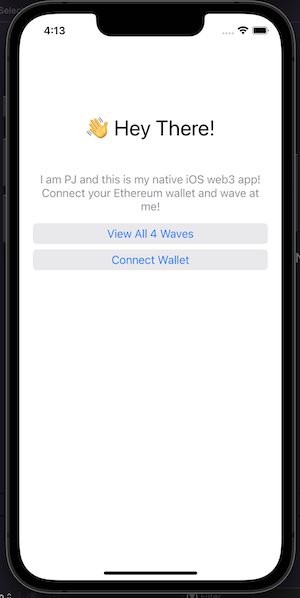 Select
4:13
👋 Hey There!
I am PJ and this is my native iOS web3 app!
Connect your Ethereum wallet and wave at
me!
View All 4 Waves
Connect Wallet